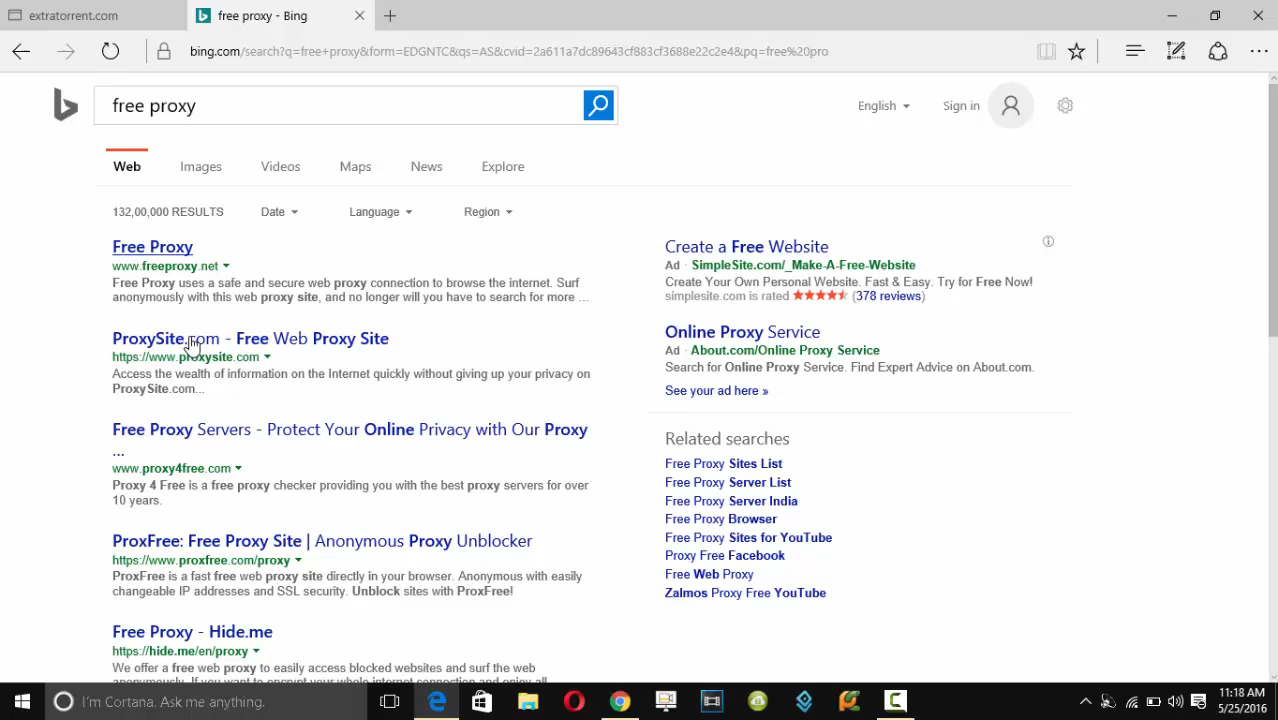 extratorrent.com
free proxy - Bing
bing.com/search?q=free+proxy&form=EDGNTC&qs=AS&cvid=2a611a7dc89643cf883cf3688e22c2e4&pq=free%20pro
free proxy
English
Sign in
Web
Images
Videos
Maps
News
Explore
132,00,000 RESULTS
Date
Language
Region
Free Proxy
www.freeproxy.net
Free Proxy uses a safe and secure web proxy connection to browse the internet. Surf
anonymously with this web proxy site, and no longer will you have to search for more ...
ProxySite.com - Free Web Proxy Site
https://www.proxysite.com
Access the wealth of information on the Internet quickly without giving up your privacy on
ProxySite.com...
Free Proxy Servers - Protect Your Online Privacy with Our Proxy
...
www.proxy4free.com
Proxy 4 Free is a free proxy checker providing you with the best proxy servers for over
10 years.
ProxFree: Free Proxy Site | Anonymous Proxy Unblocker
https://www.proxfree.com/proxy
ProxFree is a fast free web proxy site directly in your browser. Anonymous with easily
changeable IP addresses and SSL security. Unblock sites with ProxFree!
Free Proxy - Hide.me
https://hide.me/en/proxy
We offer a free web proxy to easily access blocked websites and surf the web
anonymously. If you want to encrypt your whole internet connection and enjoy all
Create a Free Website
Ad · SimpleSite.com/_Make-A-Free-Website
Create Your Own Personal Website. Fast & Easy. Try for Free Now!
simplesite.com is rated (378 reviews)
Online Proxy Service
Ad · About.com/Online Proxy Service
Search for Online Proxy Service. Find Expert Advice on About.com.
See your ad here »
Related searches
Free Proxy Sites List
Free Proxy Server List
Free Proxy Server India
Free Proxy Browser
Free Proxy Sites for YouTube
Proxy Free Facebook
Free Web Proxy
Zalmos Proxy Free YouTube
I'm Cortana. Ask me anything.
11:18 AM
5/25/2016